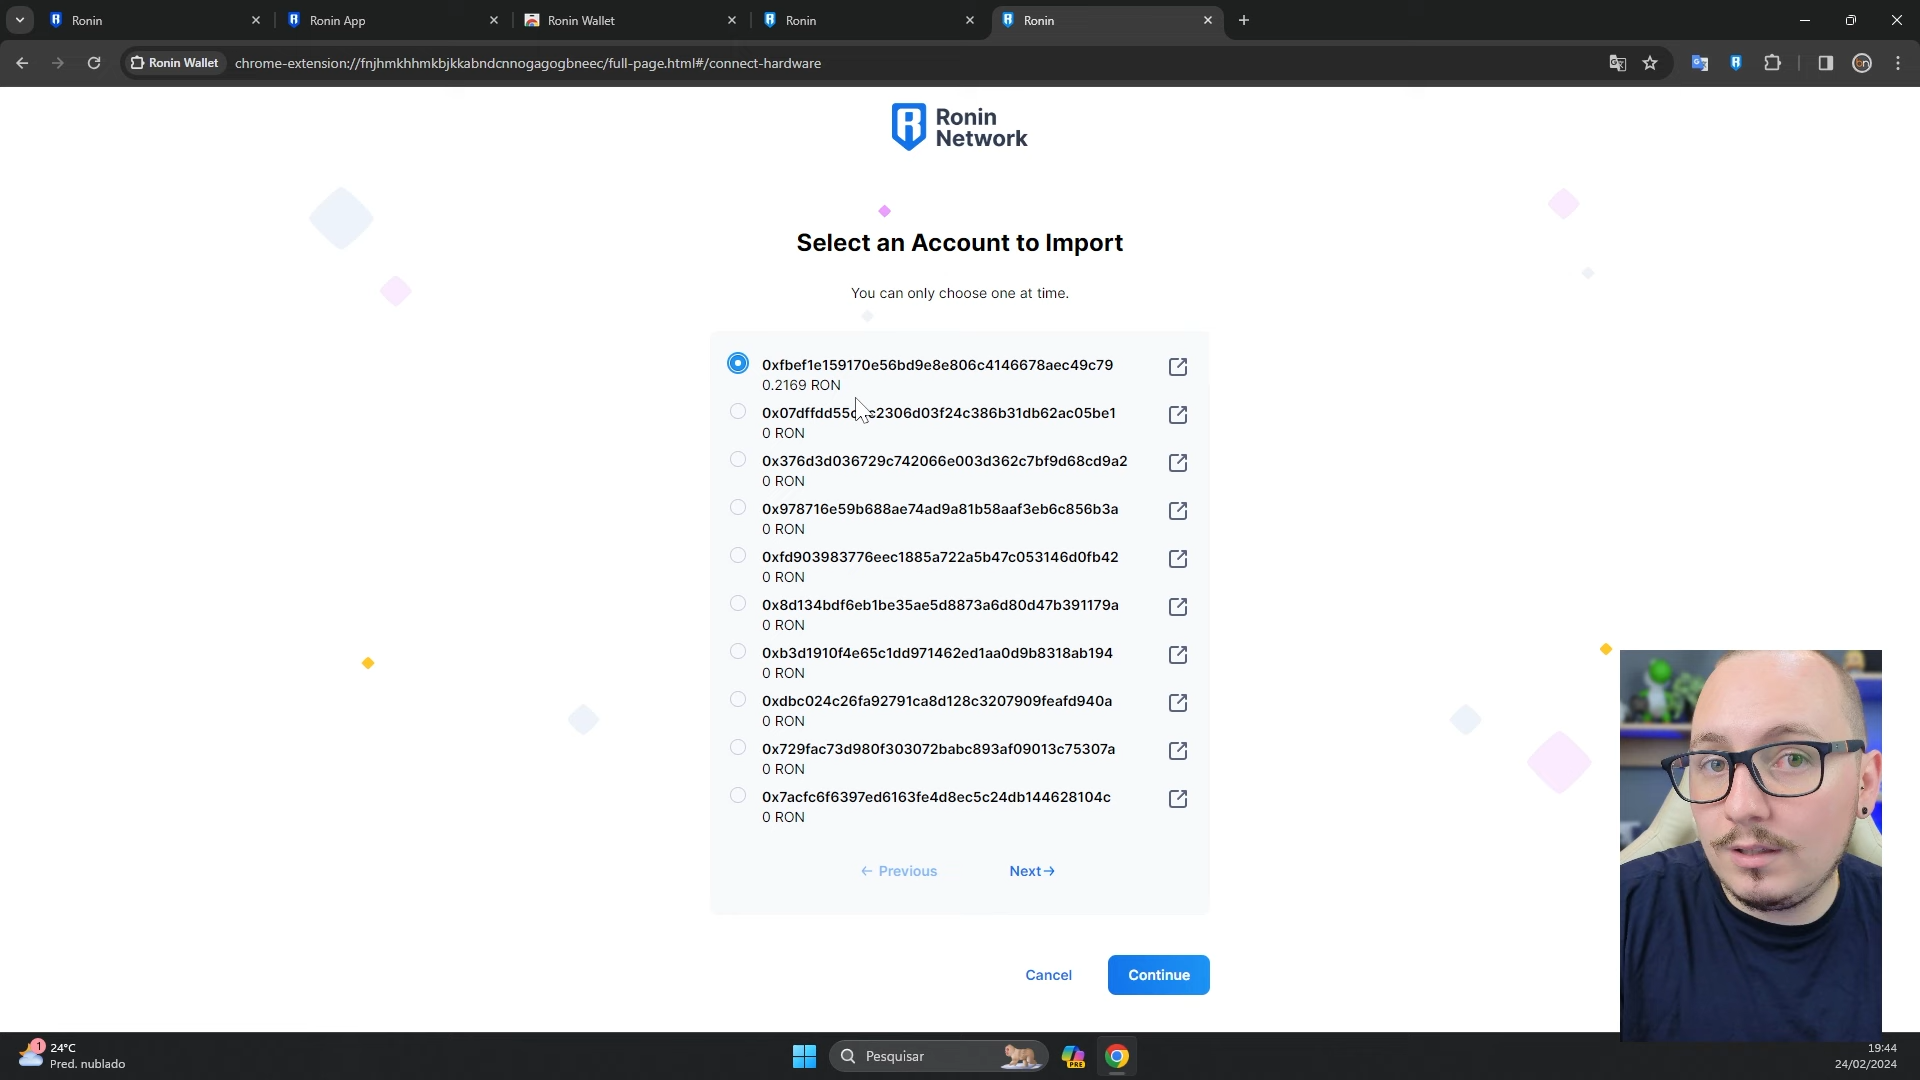 Ronin
Ronin App
Ronin Wallet
Ronin
Ronin
Ronin Wallet
chrome-extension://fnjhmkhhmkbjkkabndcnnogagogbneec/full-page.html#/connect-hardware
Ronin
Network
Select an Account to Import
You can only choose one at time.
0xfbef1e159170e56bd9e8e806c4146678aec49c79
0.2169 RON
0 RON
0x376d3d036729c742066e003d362c7bf9d68cd9a2
0 RON
0x978716e59b688ae74ad9a81b58aaf3eb6c856b3a
0 RON
0xfd903983776eec1885a722a5b47c053146d0fb42
0 RON
0x8d134bdf6eb1be35ae5d8873a6d80d47b391179a
0 RON
0xb3d1910f4e65c1dd971462ed1aa0d9b8318ab194
0 RON
0xdbc024c26fa92791ca8d128c3207909feafd940a
0 RON
0x729fac73d980f303072babc893af09013c75307a
0 RON
0x7acfc6f6397ed6163fe4d8ec5c24db144628104c
0 RON
← Previous
Next→
Cancel
Continue
1
24°C
Pred. nublado
Pesquisar
PRE
19:44
24/02/2024